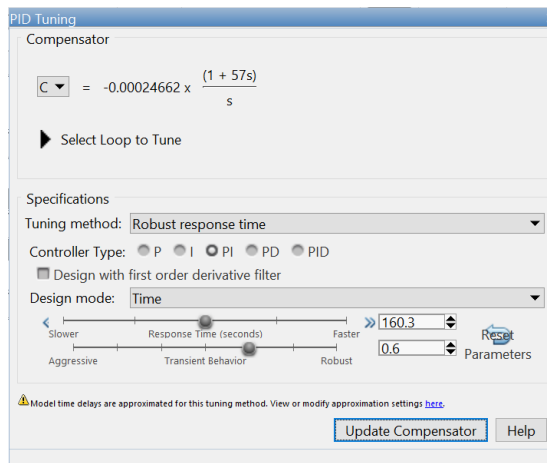 PID Tuning
Compensator
C = -0.00024662 x (1 + 57s)
s
Select Loop to Tune
Specifications
Tuning method: Robust response time
Controller Type: P I PI PD PID
Design with first order derivative filter
Design mode: Time
160.3
Slower Response Time (seconds) Faster
Reset
0.6
Parameters
Aggressive Transient Behavior Robust
Model time delays are approximated for this tuning method. View or modify approximation settings here.
Update Compensator Help